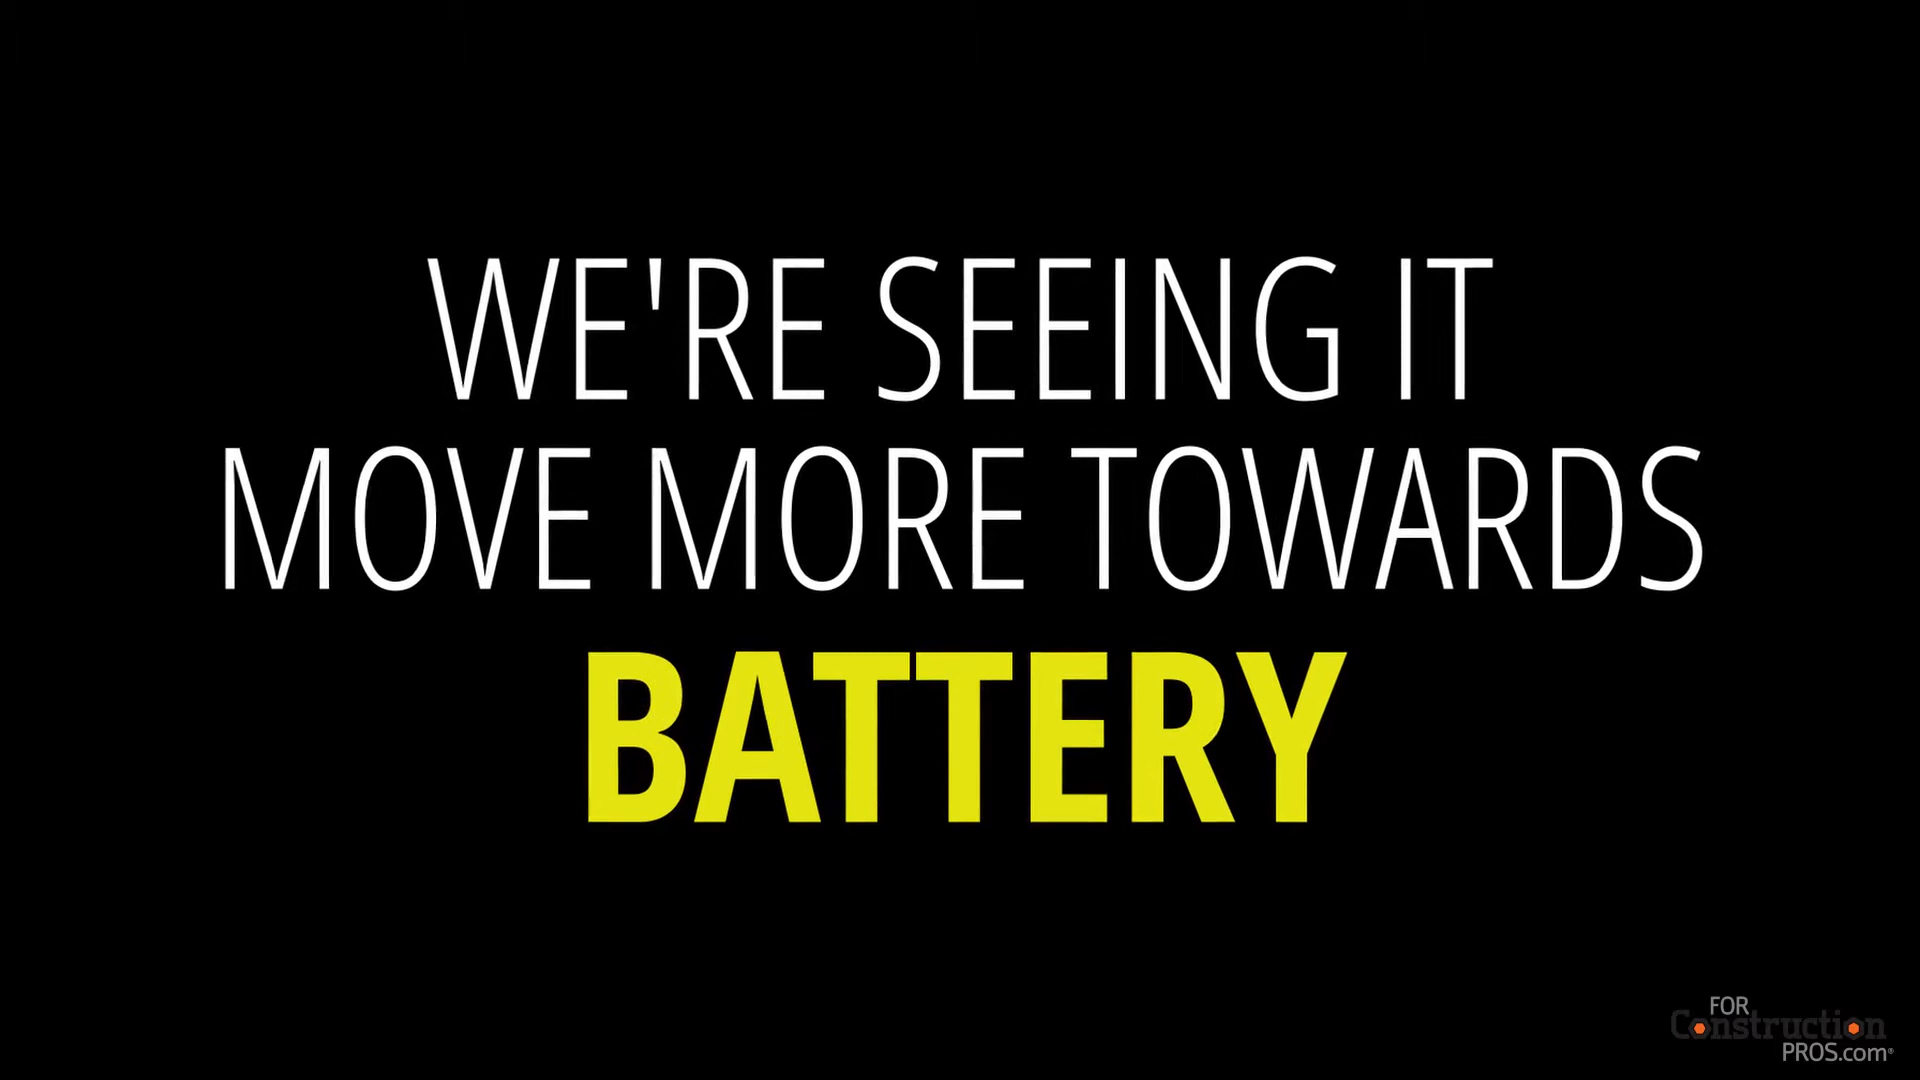 WE'RE SEEING IT
MOVE MORE TOWARDS
BATTERY
FOR
Construction
PROS.com®